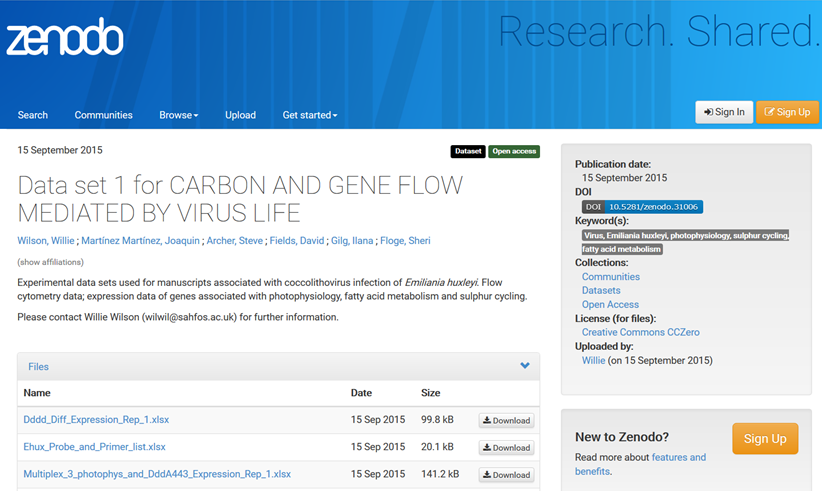 zenodo
Research. Shared.
Search Communities Browse Upload Get started
Sign In Sign Up
15 September 2015
Dataset Open access
Data set 1 for CARBON AND GENE FLOW
MEDIATED BY VIRUS LIFE
Wilson, Willie ; Martínez Martínez, Joaquin ; Archer, Steve ; Fields, David ; Gilg, Ilana ; Floge, Sheri
(show affiliations)
Experimental data sets used for manuscripts associated with coccolithovirus infection of Emiliania huxleyi. Flow
cytometry data; expression data of genes associated with photophysiology, fatty acid metabolism and sulphur cycling.
Please contact Willie Wilson (wilwil@sahfos.ac.uk) for further information.
Files
Name Date Size
Dddd_Diff_Expression_Rep_1.xlsx 15 Sep 2015 99.8 kB Download
Ehux_Probe_and_Primer_list.xlsx 15 Sep 2015 20.1 kB Download
Multiplex_3_photophys_and_DddA443_Expression_Rep_1.xlsx 15 Sep 2015 141.2 kB Download
Publication date:
15 September 2015
DOI
DOI 10.5281/zenodo.31006
Keyword(s):
Virus, Emiliania huxleyi, photophysiology, sulphur cycling,
fatty acid metabolism
Collections:
Communities
Datasets
Open Access
License (for files):
Creative Commons CCZero
Uploaded by:
Willie (on 15 September 2015)
New to Zenodo?
Read more about features and
benefits.
Sign Up